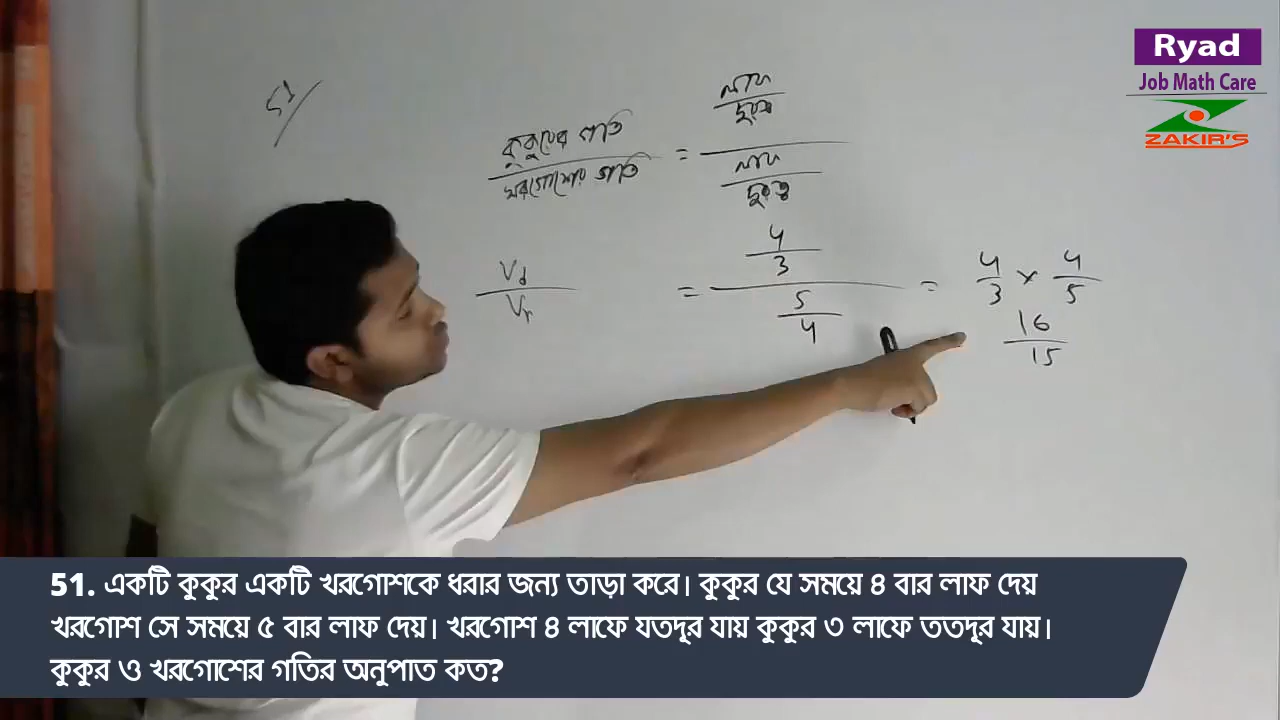 Ryad
Job Math Care
ZAKIR'S
51/
কুকুরের গতি / খরগোশের গতি = লাফ / দূরত্ব / লাফ / দূরত্ব
Vd / Vr = 4/3 / 5/4 = 4/3 × 4/5
16/15
51. একটি কুকুর একটি খরগোশকে ধরার জন্য তাড়া করে। কুকুর যে সময়ে ৪ বার লাফ দেয়
খরগোশ সে সময়ে ৫ বার লাফ দেয়। খরগোশ ৪ লাফে যতদূর যায় কুকুর ৩ লাফে ততদূর যায়।
কুকুর ও খরগোশের গতির অনুপাত কত?